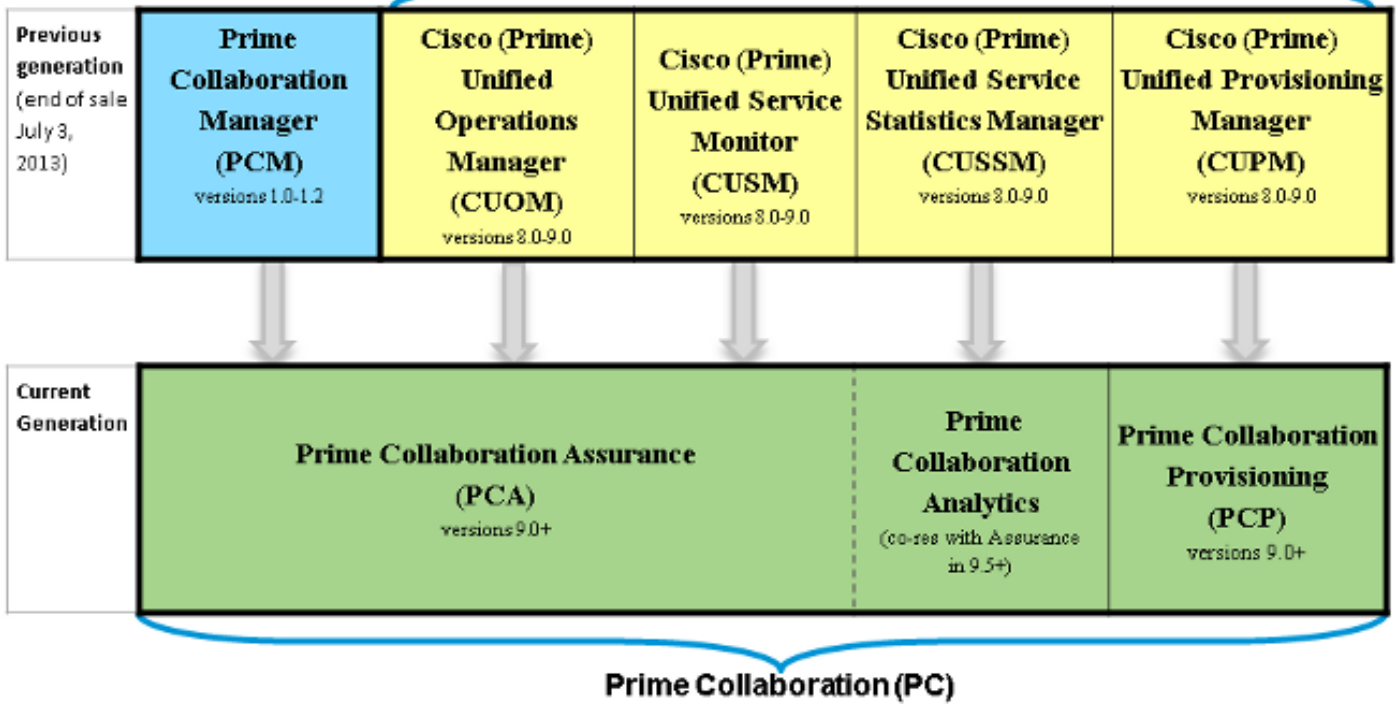 Previous
generation
(end of sale
July 3,
2013)
Prime
Collaboration
Manager
(PCM)
versions 1.0-1.2
Cisco (Prime)
Unified
Operations
Manager
(CUOM)
versions 8.0-9.0
Cisco (Prime)
Unified Service
Monitor
(CUSM)
versions 8.0-9.0
Cisco (Prime)
Unified Service
Statistics Manager
(CUSSM)
versions 8.0-9.0
Cisco (Prime)
Unified Provisioning
Manager
(CUPM)
versions 8.0-9.0
Current
Generation
Prime Collaboration Assurance
(PCA)
versions 9.0+
Prime
Collaboration
Analytics
(co-res with Assurance
in 9.5+)
Prime Collaboration
Provisioning
(PCP)
versions 9.0+
Prime Collaboration (PC)